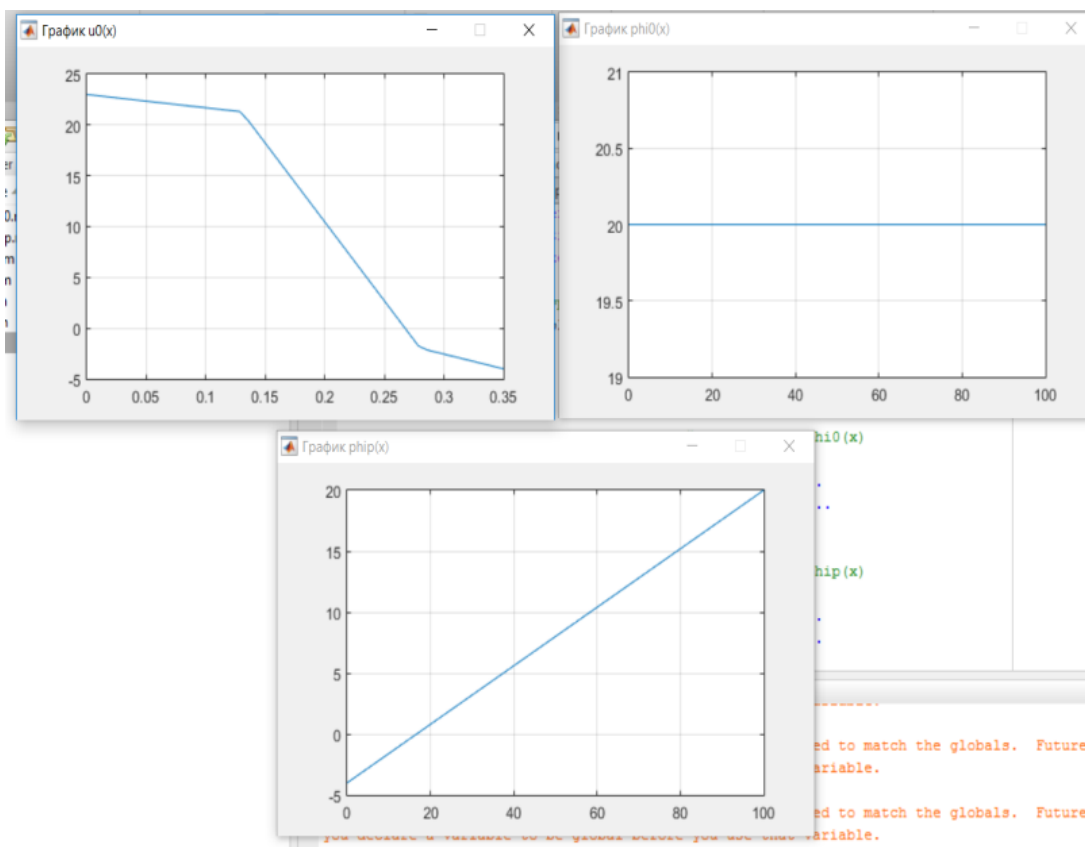 График u0(x)
25
20
15
10
5
0
-5
0 0.05 0.1 0.15 0.2 0.25 0.3 0.35
График phi0(x)
21
20.5
20
19.5
19
0 20 40 60 80 100
График phip(x)
20
15
10
5
0
-5
0 20 40 60 80 100
hi0(x)
hip(x)
ed to match the globals. Future
ariable.
ed to match the globals. Future
you declare a variable to be global before you use that variable.